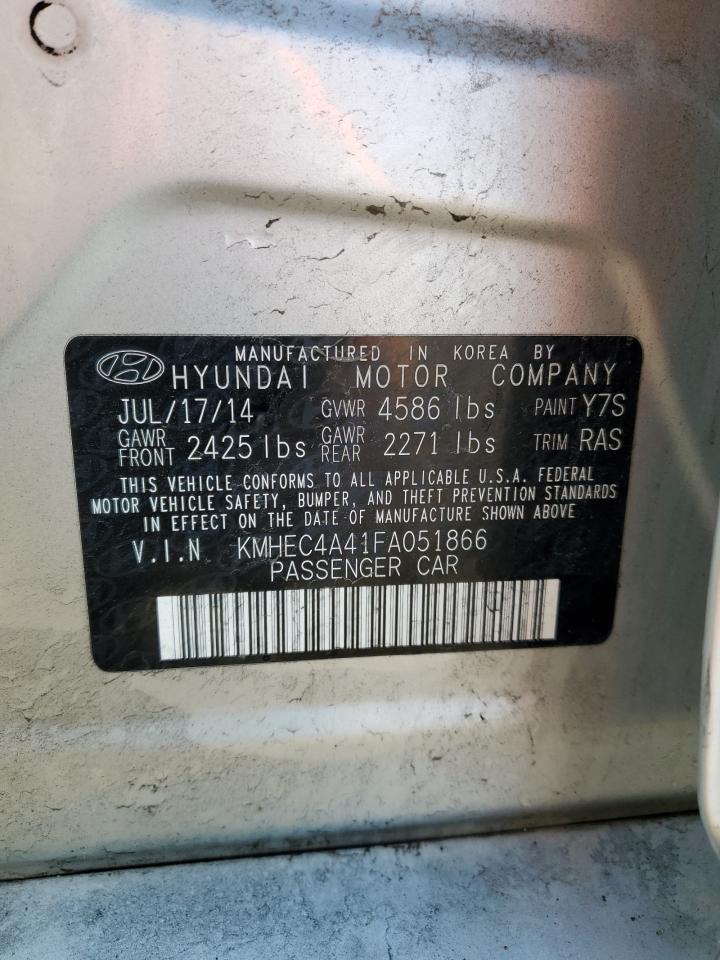 MANUFACTURED IN KOREA BY
HYUNDAI MOTOR COMPANY
JUL/17/14 GVWR 4586 lbs PAINT Y7S
GAWR FRONT 2425 lbs GAWR REAR 2271 lbs TRIM RAS
THIS VEHICLE CONFORMS TO ALL APPLICABLE U.S.A. FEDERAL
MOTOR VEHICLE SAFETY, BUMPER, AND THEFT PREVENTION STANDARDS
IN EFFECT ON THE DATE OF MANUFACTURE SHOWN ABOVE
V.I.N KMHEC4A41FA051866
PASSENGER CAR